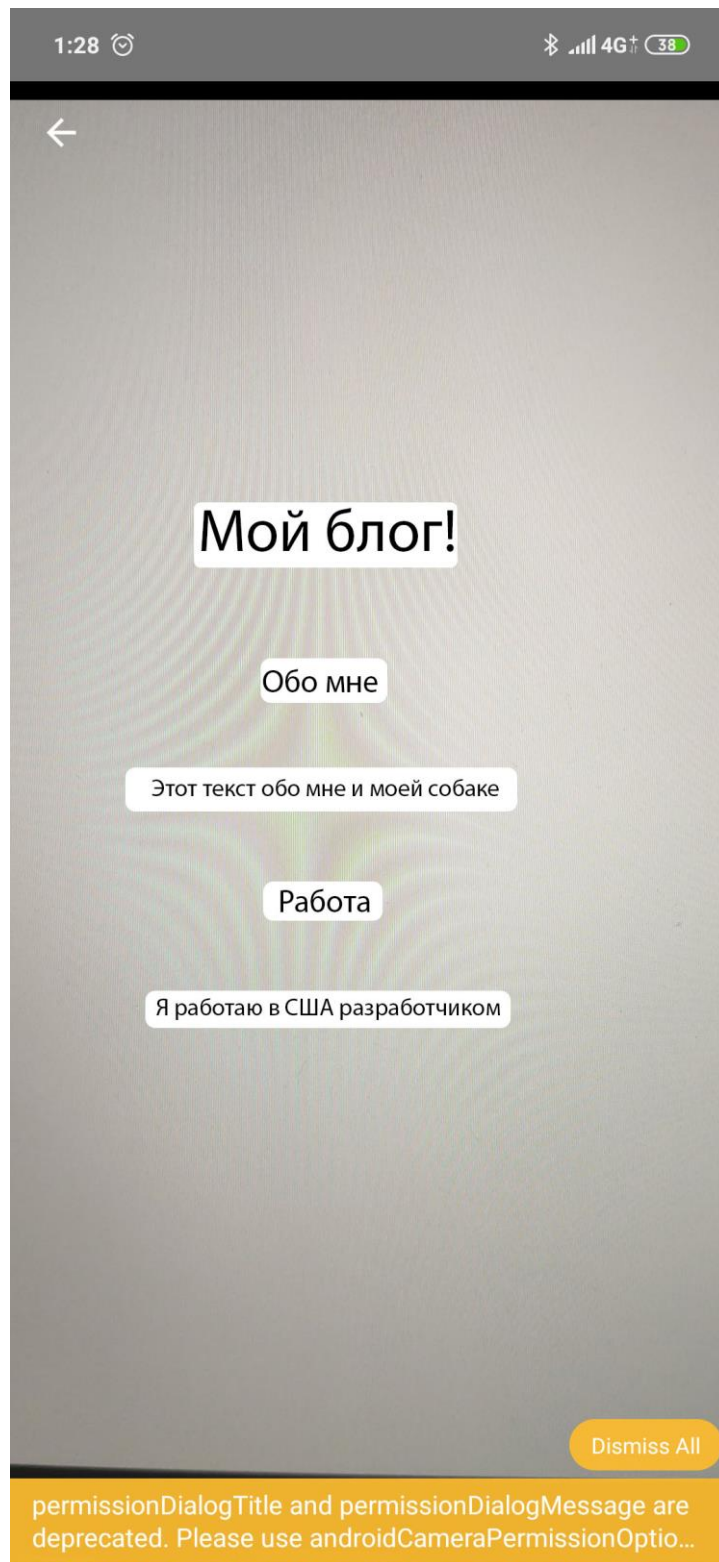 1:28
4G+ 38
Мой блог!
Обо мне
Этот текст обо мне и моей собаке
Работа
Я работаю в США разработчиком
Dismiss All
permissionDialogTitle and permissionDialogMessage are
deprecated. Please use androidCameraPermissionOptio...